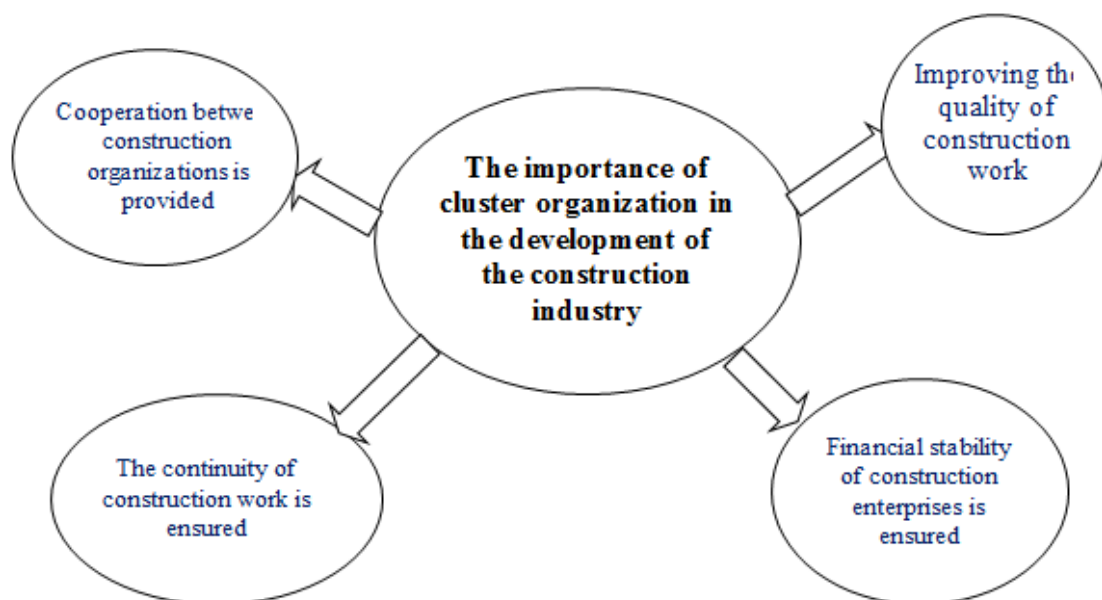 Cooperation betwe
construction
organizations is
provided
Improving the
quality of
construction
work
The importance of
cluster organization in
the development of
the construction
industry
The continuity of
construction work is
ensured
Financial stability
of construction
enterprises is
ensured